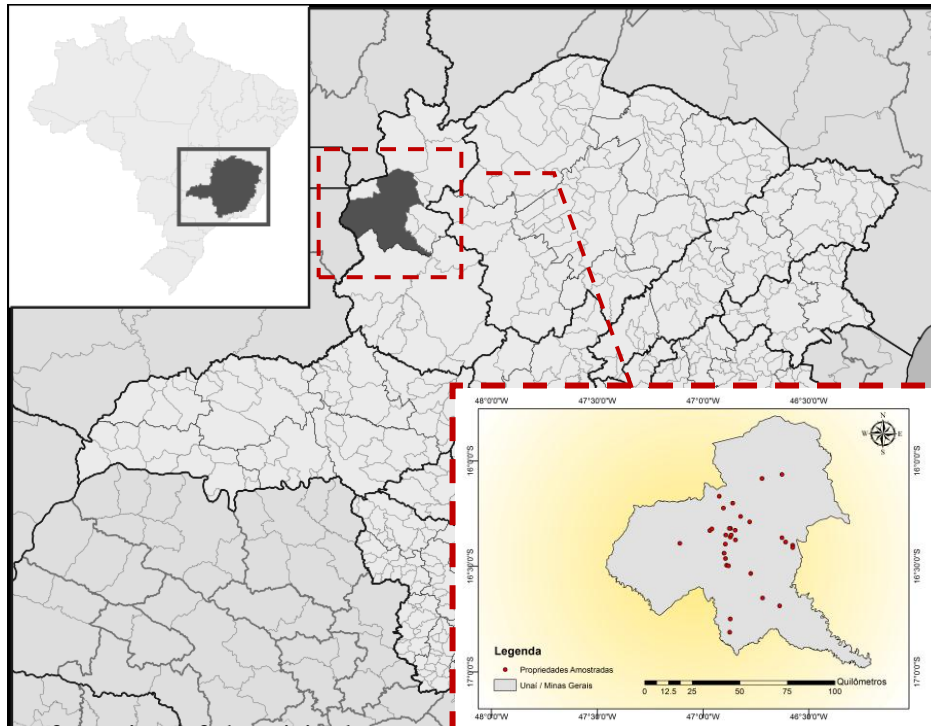 48°0'0"W 47°30'0"W 47°0'0"W 46°30'0"W
N
W E
S
16°0'0"S 16°0'0"S
16°30'0"S 16°30'0"S
17°0'0"S 17°0'0"S
Legenda
Propriedades Amostradas
Unaí / Minas Gerais
Quilômetros
0 12.5 25 50 75 100
48°0'0"W 47°30'0"W 47°0'0"W 46°30'0"W